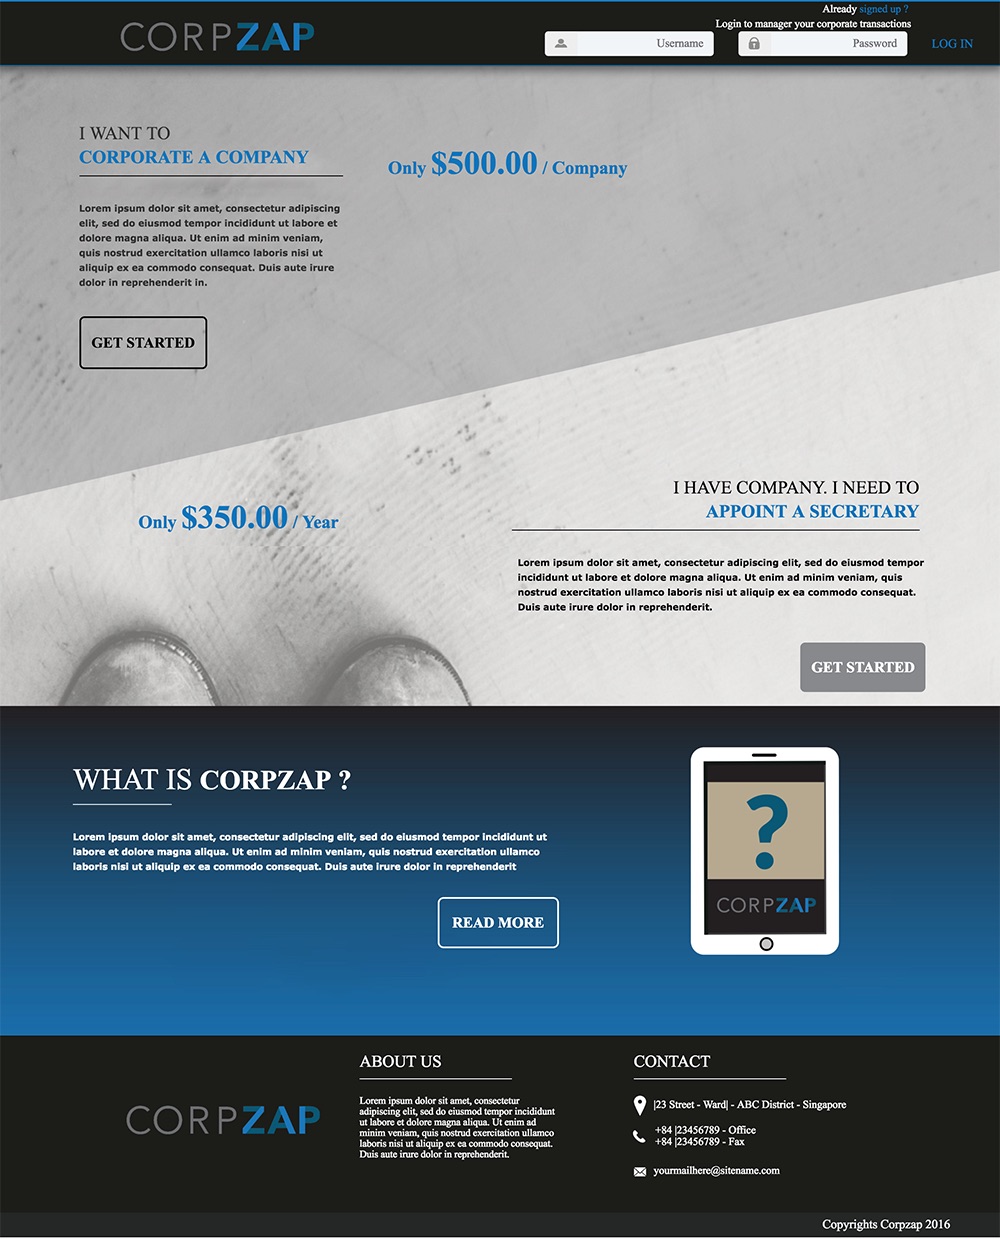 CORPZAP
Already signed up ?
Login to manager your corporate transactions
Username
Password
LOG IN
I WANT TO
CORPORATE A COMPANY
Only $500.00 / Company
Lorem ipsum dolor sit amet, consectetur adipiscing
elit, sed do eiusmod tempor incididunt ut labore et
dolore magna aliqua. Ut enim ad minim veniam,
quis nostrud exercitation ullamco laboris nisi ut
aliquip ex ea commodo consequat. Duis aute irure
dolor in reprehenderit in.
GET STARTED
I HAVE COMPANY. I NEED TO
APPOINT A SECRETARY
Only $350.00 / Year
Lorem ipsum dolor sit amet, consectetur adipiscing elit, sed do eiusmod tempor
incididunt ut labore et dolore magna aliqua. Ut enim ad minim veniam, quis
nostrud exercitation ullamco laboris nisi ut aliquip ex ea commodo consequat.
Duis aute irure dolor in reprehenderit.
GET STARTED
WHAT IS CORPZAP ?
Lorem ipsum dolor sit amet, consectetur adipiscing elit, sed do eiusmod tempor incididunt ut
labore et dolore magna aliqua. Ut enim ad minim veniam, quis nostrud exercitation ullamco
laboris nisi ut aliquip ex ea commodo consequat. Duis aute irure dolor in reprehenderit
READ MORE
?
CORPZAP
CORPZAP
ABOUT US
Lorem ipsum dolor sit amet, consectetur
adipiscing elit, sed do eiusmod tempor incididunt
ut labore et dolore magna aliqua. Ut enim ad
minim veniam, quis nostrud exercitation ullamco
laboris nisi ut aliquip ex ea commodo consequat.
Duis aute irure dolor in reprehenderit.
CONTACT
|23 Street - Ward| - ABC District - Singapore
+84 |23456789 - Office
+84 |23456789 - Fax
yourmailhere@sitename.com
Copyrights Corpzap 2016